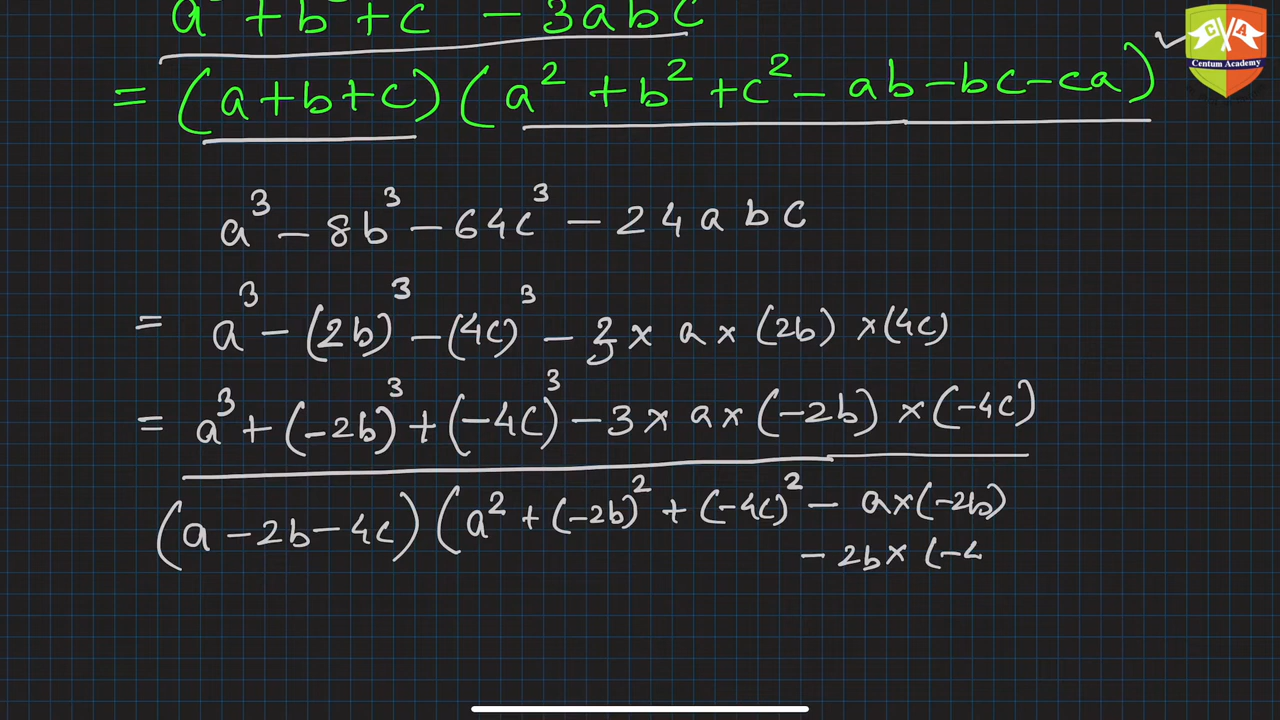 a³ + b³ + c³ - 3abc
= (a+b+c) (a² + b² + c² - ab - bc - ca)
C A
Centum Academy
a³ - 8b³ - 64c³ - 24abc
= a³ - (2b)³ - (4c)³ - 3 × a × (2b) × (4c)
= a³ + (-2b)³ + (-4c)³ - 3 × a × (-2b) × (-4c)
(a - 2b - 4c) (a² + (-2b)² + (-4c)² - a × (-2b)
- 2b × (-4